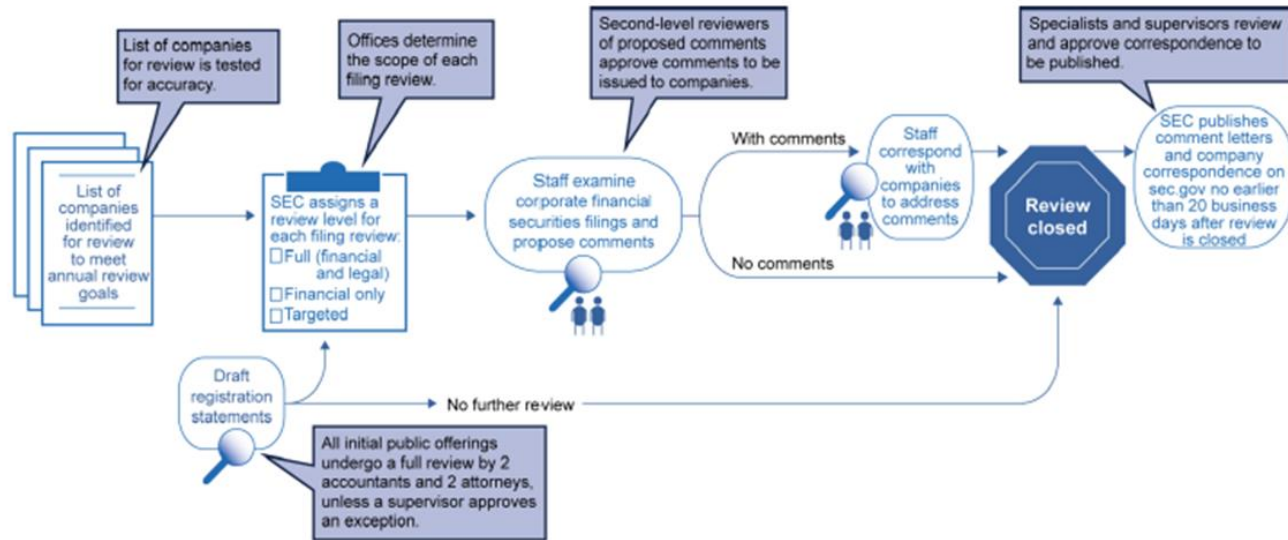 List of companies
for review is tested
for accuracy.
Offices determine
the scope of each
filing review.
Second-level reviewers
of proposed comments
approve comments to be
issued to companies.
Specialists and supervisors review
and approve correspondence to
be published.
List of
companies
identified
for review
to meet
annual review
goals
SEC assigns a
review level for
each filing review:
Full (financial
and legal)
Financial only
Targeted
Staff examine
corporate financial
securities filings and
propose comments
With comments
No comments
Staff
correspond
with
companies
to address
comments
Review
closed
SEC publishes
comment letters
and company
correspondence on
sec.gov no earlier
than 20 business
days after review
is closed
Draft
registration
statements
No further review
All initial public offerings
undergo a full review by 2
accountants and 2 attorneys,
unless a supervisor approves
an exception.